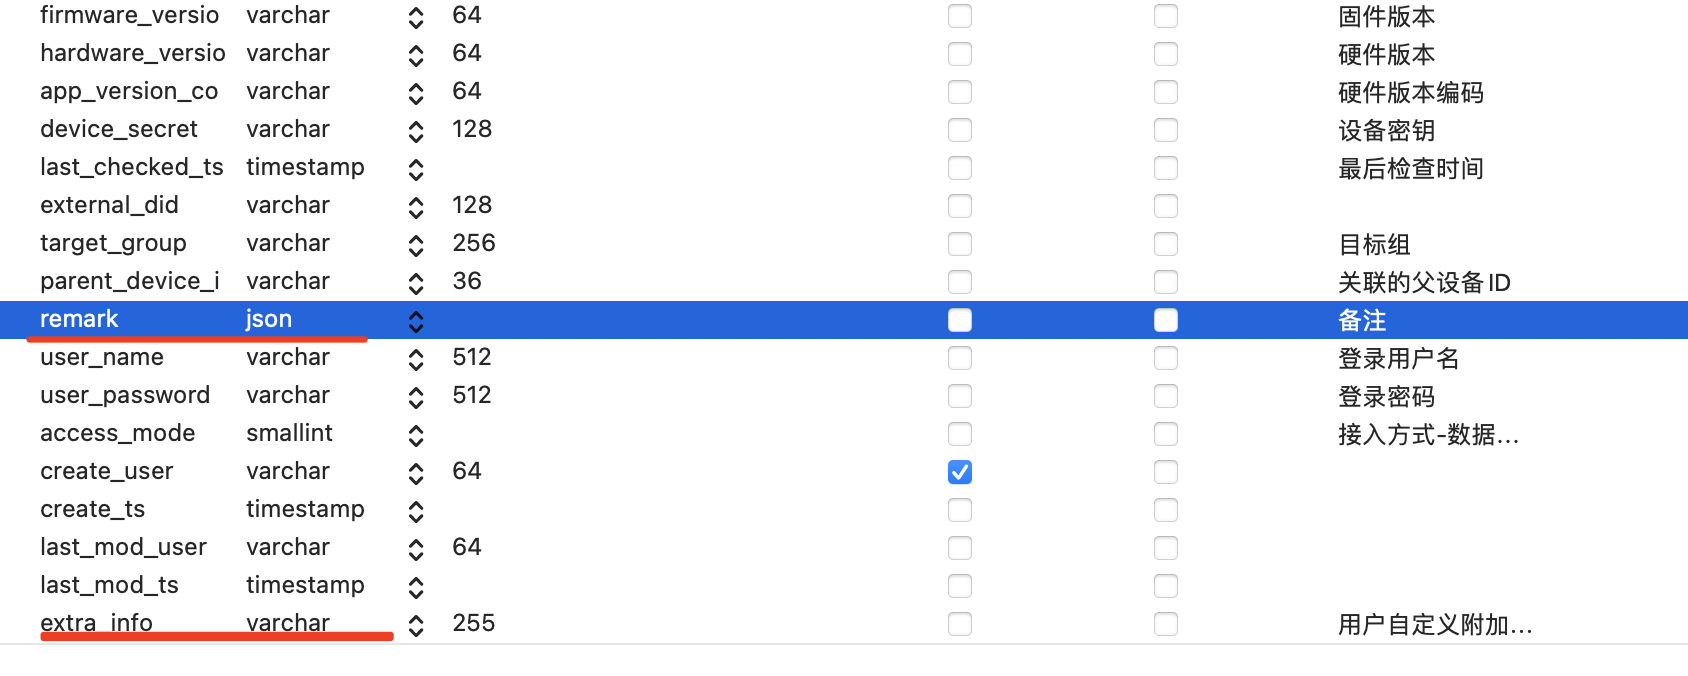 firmware_versio varchar 64 固件版本
hardware_versio varchar 64 硬件版本
app_version_co varchar 64 硬件版本编码
device_secret varchar 128 设备密钥
last_checked_ts timestamp 最后检查时间
external_did varchar 128
target_group varchar 256 目标组
parent_device_i varchar 36 关联的父设备ID
remark json 备注
user_name varchar 512 登录用户名
user_password varchar 512 登录密码
access_mode smallint 接入方式-数据...
create_user varchar 64
create_ts timestamp
last_mod_user varchar 64
last_mod_ts timestamp
extra_info varchar 255 用户自定义附加...